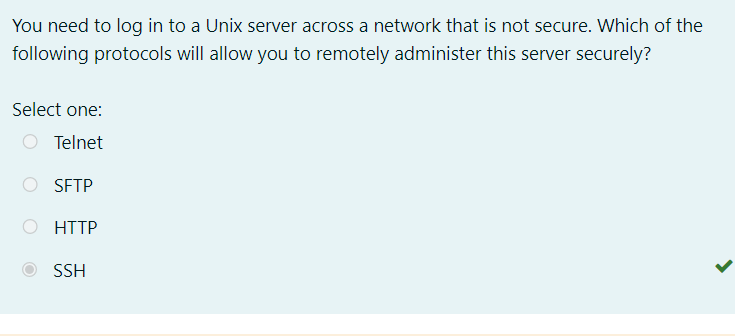 You need to log in to a Unix server across a network that is not secure. Which of the
following protocols will allow you to remotely administer this server securely?
Select one:
Telnet
SFTP
HTTP
SSH